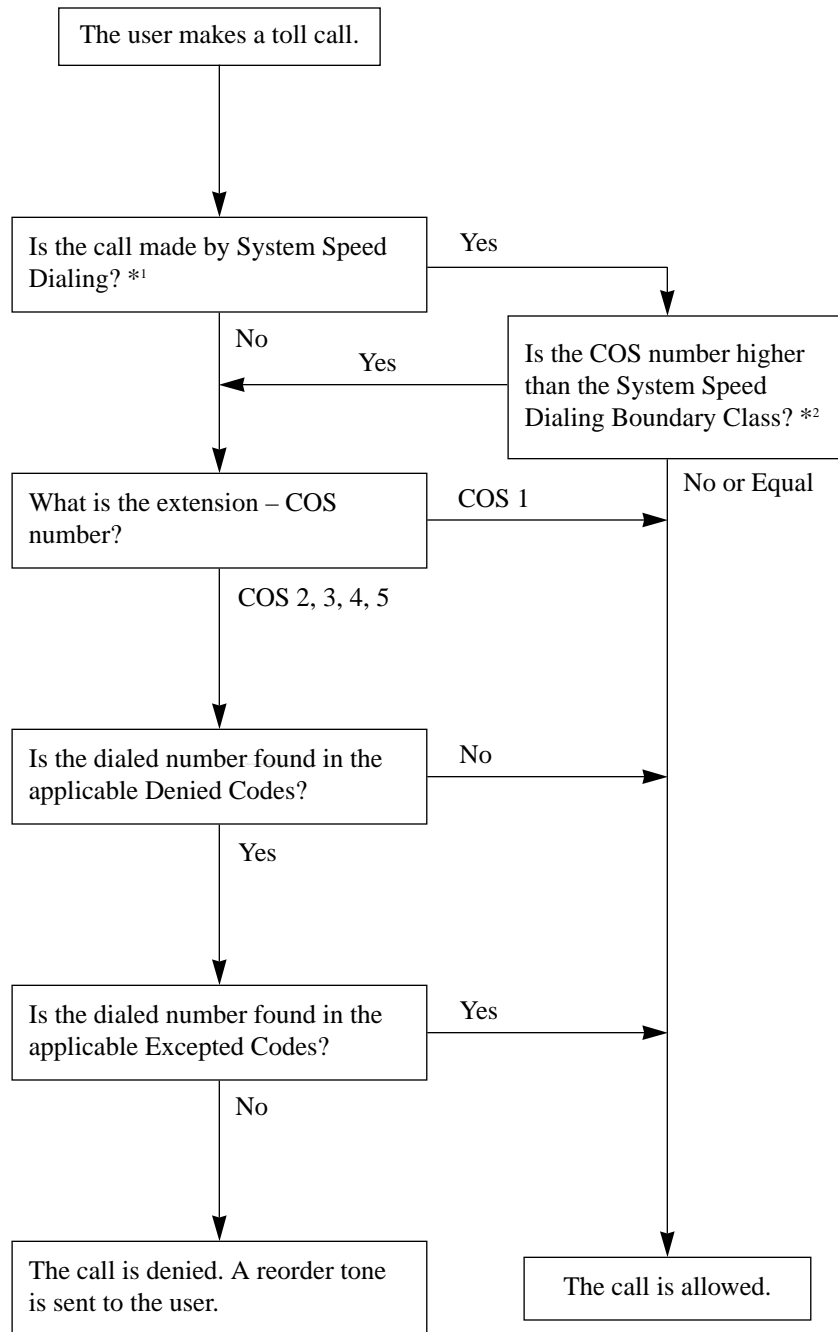 The user makes a toll call.
Is the call made by System Speed
Dialing? *1
Yes
No
Yes
Is the COS number higher
than the System Speed
Dialing Boundary Class? *2
No or Equal
What is the extension – COS
number?
COS 1
COS 2, 3, 4, 5
Is the dialed number found in the
applicable Denied Codes?
No
Yes
Is the dialed number found in the
applicable Excepted Codes?
Yes
No
The call is denied. A reorder tone
is sent to the user.
The call is allowed.